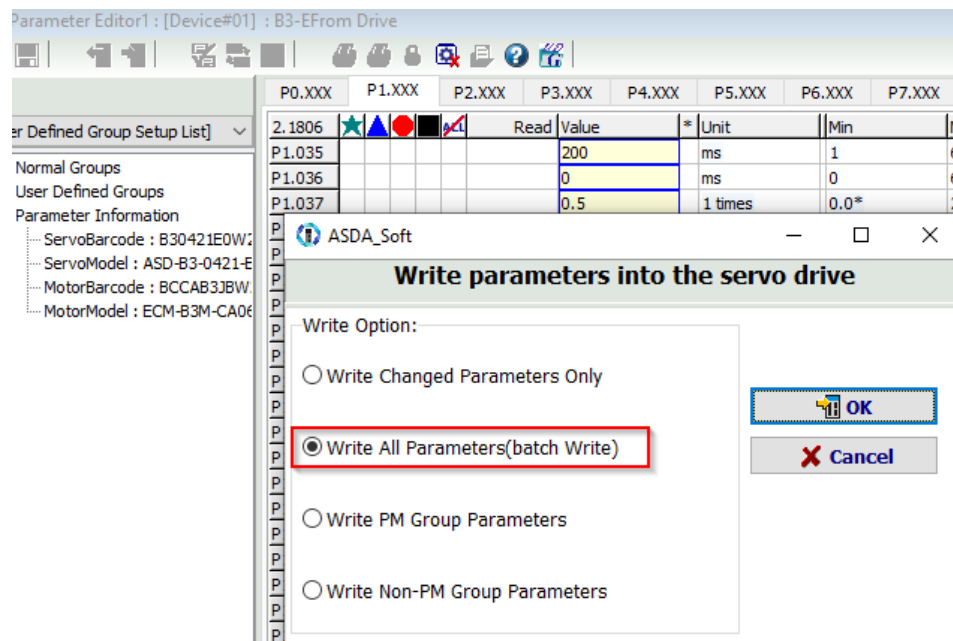 Parameter Editor1 : [Device#01] : B3-EFrom Drive
P0.XXX P1.XXX P2.XXX P3.XXX P4.XXX P5.XXX P6.XXX P7.XXX
er Defined Group Setup List]
2.1806 ACL Read Value * Unit Min
P1.035 200 ms 1
P1.036 0 ms 0
P1.037 0.5 1 times 0.0*
Normal Groups
User Defined Groups
Parameter Information
ServoBarcode : B30421E0W2
ServoModel : ASD-B3-0421-E
MotorBarcode : BCCAB3JBW
MotorModel : ECM-B3M-CA06
ASDA_Soft
Write parameters into the servo drive
Write Option:
Write Changed Parameters Only
Write All Parameters(batch Write)
Write PM Group Parameters
Write Non-PM Group Parameters
OK
Cancel